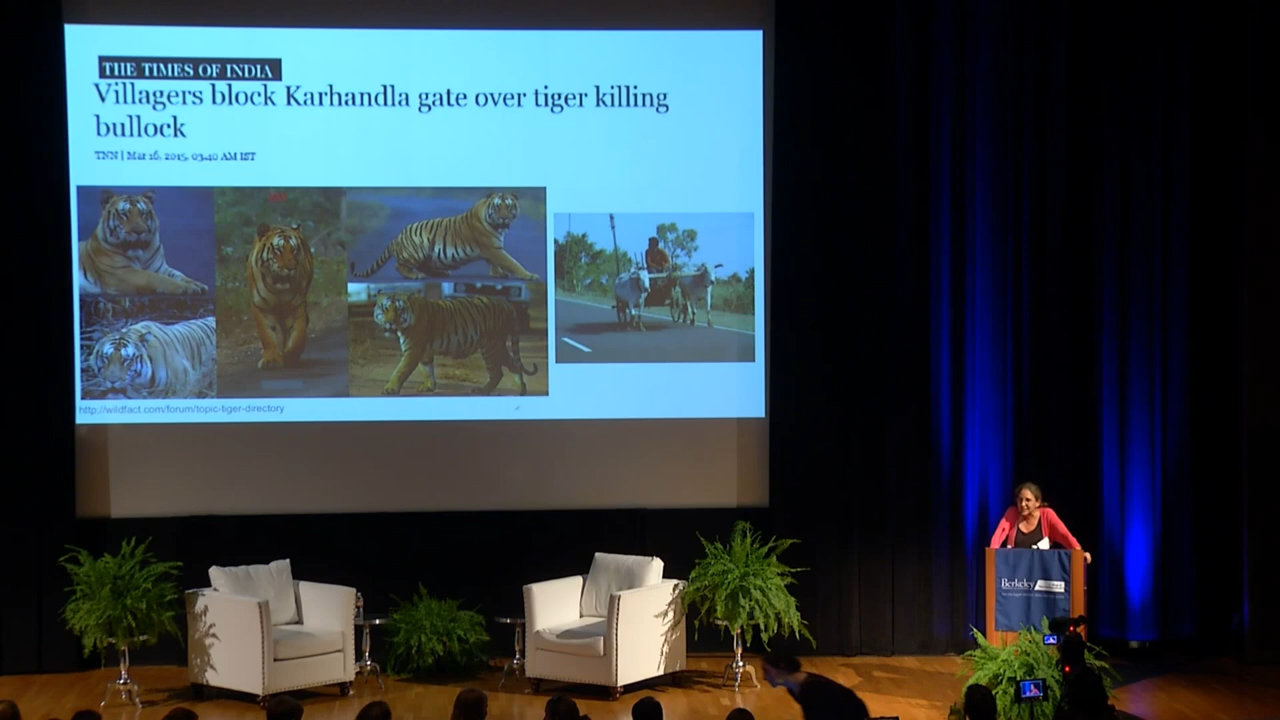 THE TIMES OF INDIA
Villagers block Karhandla gate over tiger killing
bullock
TNN | Mar 16, 2015, 03.40 AM IST
http://wildfact.com/forum/topic-tiger-directory
Berkeley